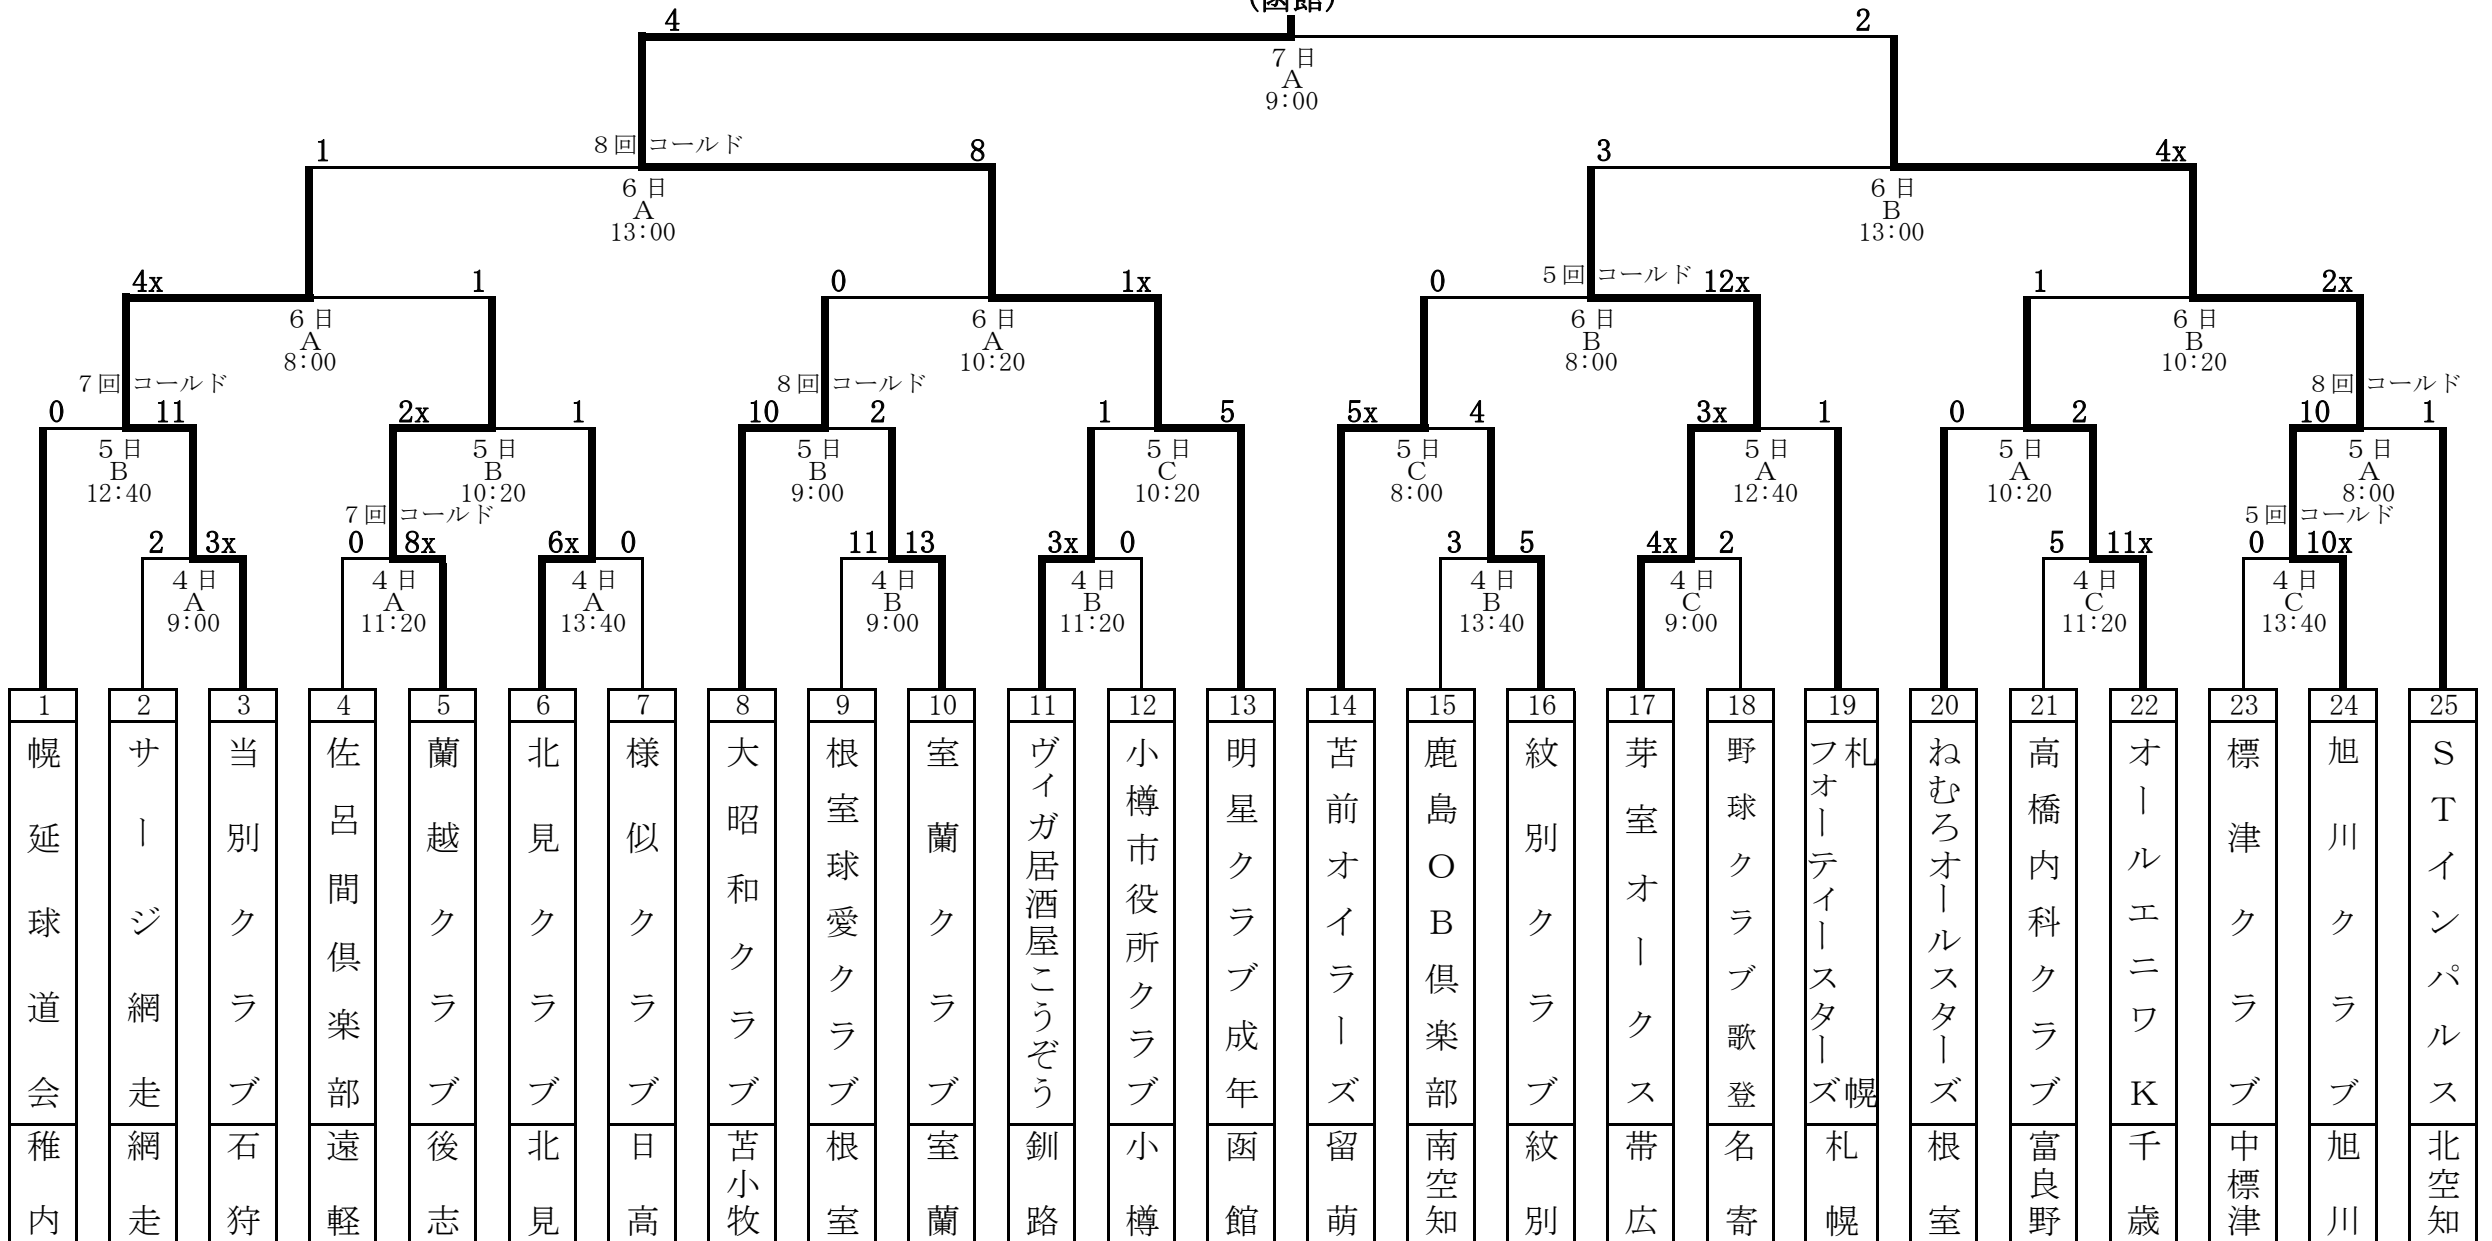 (函館)
4
2
7日
A
9:00
1
8回コールド
8
3
4x
6日
A
13:00
6日
B
13:00
4x
1
0
1x
0
5回コールド
12x
1
2x
6日
A
8:00
6日
A
10:20
6日
B
8:00
6日
B
10:20
7回コールド
8回コールド
8回コールド
0
11
2x
1
10
2
1
5
5x
4
3x
1
0
2
10
1
5日
B
12:40
5日
B
10:20
5日
B
9:00
5日
C
10:20
5日
C
8:00
5日
A
12:40
5日
A
10:20
5日
A
8:00
7回コールド
5回コールド
2
3x
0
8x
6x
0
11
13
3x
0
3
5
4x
2
5
11x
0
10x
4日
A
9:00
4日
A
11:20
4日
A
13:40
4日
B
9:00
4日
B
11:20
4日
B
13:40
4日
C
9:00
4日
C
11:20
4日
C
13:40
1
幌延球道会
稚内
2
サージ網走
網走
3
当別クラブ
石狩
4
佐呂間倶楽部
遠軽
5
蘭越クラブ
後志
6
北見クラブ
北見
7
様似クラブ
日高
8
大昭和クラブ
苫小牧
9
根室球愛クラブ
根室
10
室蘭クラブ
室蘭
11
ヴィガ居酒屋こうぞう
釧路
12
小樽市役所クラブ
小樽
13
明星クラブ成年
函館
14
苫前オイラーズ
留萌
15
鹿島OB倶楽部
南空知
16
紋別クラブ
紋別
17
芽室オークス
帯広
18
野球クラブ歌登
名寄
19
札幌
フォーティースターズ
札幌
20
ねむろオールスターズ
根室
21
高橋内科クラブ
富良野
22
オールエニワK
千歳
23
標津クラブ
中標津
24
旭川クラブ
旭川
25
STインパルス
北空知